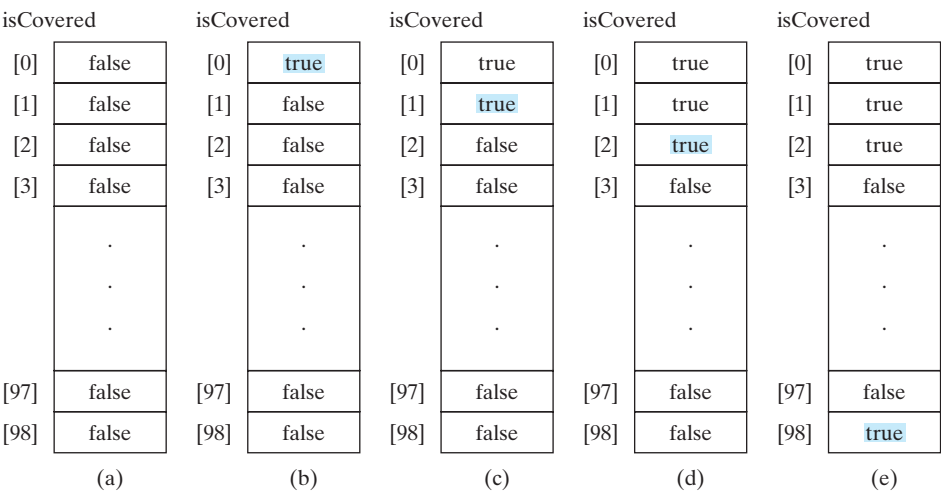 isCovered isCovered isCovered isCovered isCovered
[0] false [0] true [0] true [0] true [0] true
[1] false [1] false [1] true [1] true [1] true
[2] false [2] false [2] false [2] true [2] true
[3] false [3] false [3] false [3] false [3] false
. . . . .
. . . . .
. . . . .
[97] false [97] false [97] false [97] false [97] false
[98] false [98] false [98] false [98] false [98] true
(a) (b) (c) (d) (e)